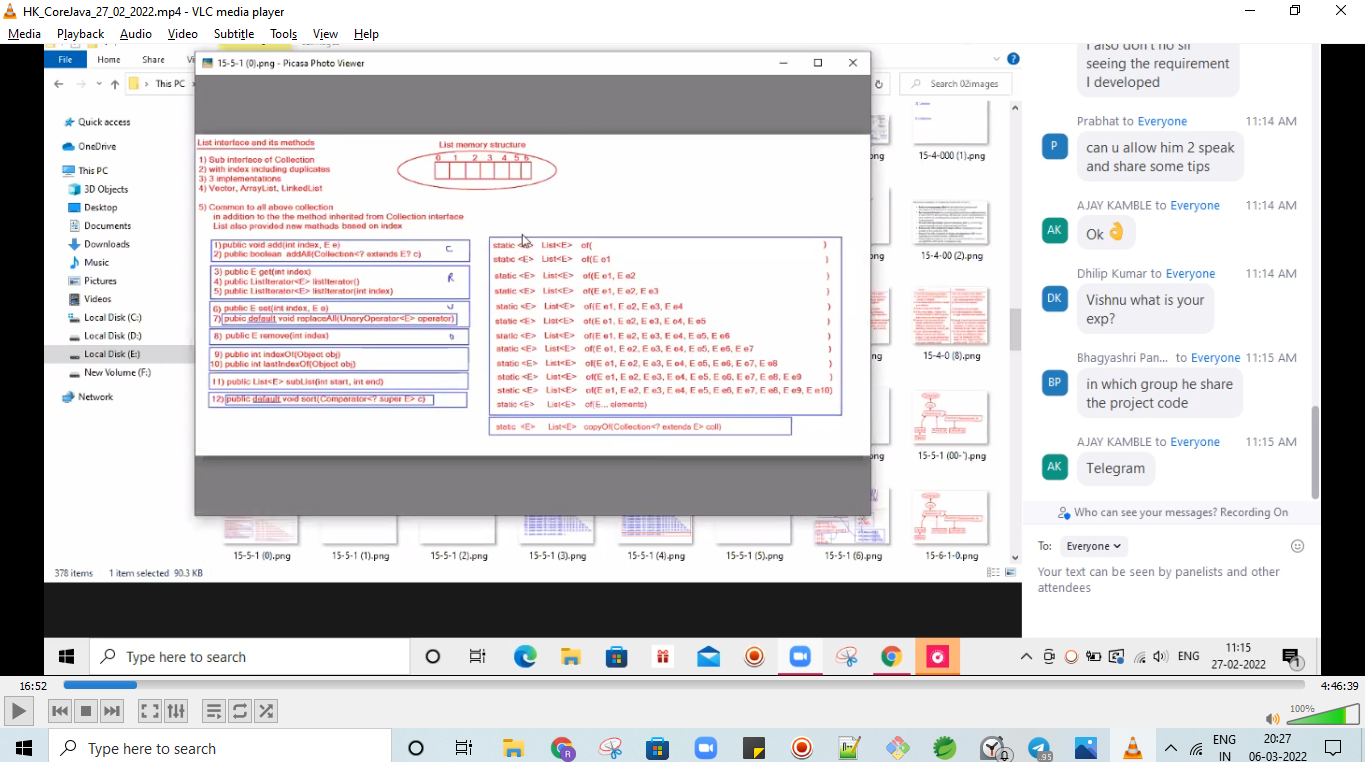 HK_CoreJava_27_02_2022.mp4 - VLC media player
Media Playback Audio Video Subtitle Tools View Help
File Home Share
This PC
Search 02images
15-5-1 (0).png - Picasa Photo Viewer
Quick access
OneDrive
This PC
3D Objects
Desktop
Documents
Downloads
Music
Pictures
Videos
Local Disk (C:)
Local Disk (D:)
Local Disk (E:)
New Volume (F:)
Network
List interface and its methods
1) Sub interface of Collection
2) with index including duplicates
3) 3 implementations
4) Vector, ArrayList, LinkedList
List memory structure
0 1 2 3 4 5 6
5) Common to all above collection
in addition to the the method inherited from Collection interface
List also provided new methods based on index
1)public void add(int index, E e)
2) public boolean addAll(Collection<? extends E? c)
C
3) public E get(int index)
4) public ListIterator<E> listIterator()
5) public ListIterator<E> listIterator(int index)
R
6) public E set(int index, E e)
7) pubic default void replaceAll(UnaryOperator<E> operator)
U
8) public E remove(int index)
D
9) public int indexOf(Object obj)
10) public int lastIndexOf(Object obj)
11) public List<E> subList(int start, int end)
12) public default void sort(Comparator<? super E> c)
static <E> List<E> of( )
static <E> List<E> of(E e1 )
static <E> List<E> of(E e1, E e2 )
static <E> List<E> of(E e1, E e2, E e3 )
static <E> List<E> of(E e1, E e2, E e3, E e4 )
static <E> List<E> of(E e1, E e2, E e3, E e4, E e5 )
static <E> List<E> of(E e1, E e2, E e3, E e4, E e5, E e6 )
static <E> List<E> of(E e1, E e2, E e3, E e4, E e5, E e6, E e7 )
static <E> List<E> of(E e1, E e2, E e3, E e4, E e5, E e6, E e7, E e8 )
static <E> List<E> of(E e1, E e2, E e3, E e4, E e5, E e6, E e7, E e8, E e9 )
static <E> List<E> of(E e1, E e2, E e3, E e4, E e5, E e6, E e7, E e8, E e9, E e10)
static <E> List<E> of(E... elements)
static <E> List<E> copyOf(Collection<? extends E> coll)
15-4-000 (1).png
15-4-00 (2).png
15-4-0 (8).png
15-5-1 (00-').png
15-5-1 (0).png
15-5-1 (1).png
15-5-1 (2).png
15-5-1 (3).png
15-5-1 (4).png
15-5-1 (5).png
15-5-1 (6).png
15-6-1-0.png
378 items 1 item selected 90.3 KB
I also don't no sir
seeing the requirement
I developed
Prabhat to Everyone 11:14 AM
P
can u allow him 2 speak
and share some tips
AJAY KAMBLE to Everyone 11:14 AM
AK
Ok 👌
Dhilip Kumar to Everyone 11:14 AM
DK
Vishnu what is your
exp?
Bhagyashri Pan... to Everyone 11:15 AM
BP
in which group he share
the project code
AJAY KAMBLE to Everyone 11:15 AM
AK
Telegram
Who can see your messages? Recording On
To: Everyone
Your text can be seen by panelists and other
attendees
Type here to search
ENG
11:15
27-02-2022
1
16:52
4:46:39
100%
Type here to search
R
.95
ENG
IN
20:27
06-03-2022